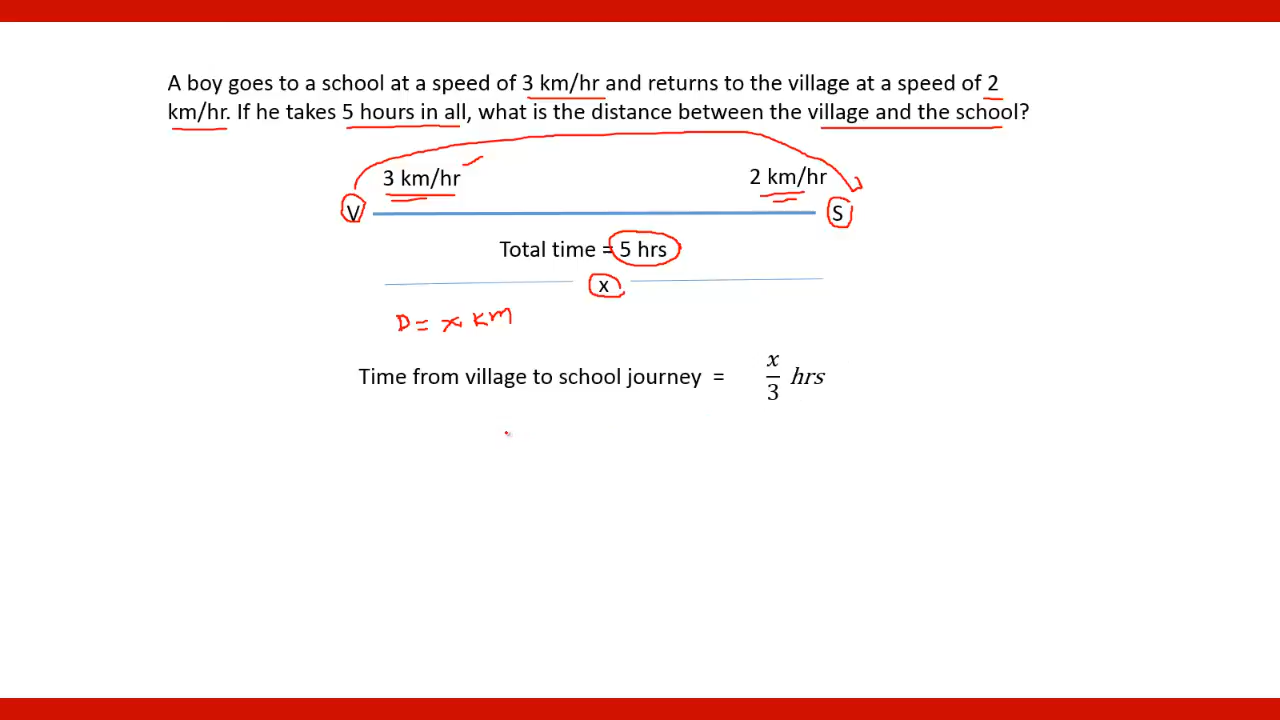 A boy goes to a school at a speed of 3 km/hr and returns to the village at a speed of 2
km/hr. If he takes 5 hours in all, what is the distance between the village and the school?
3 km/hr 2 km/hr
V S
Total time = 5 hrs
x
D = x km
Time from village to school journey = x/3 hrs